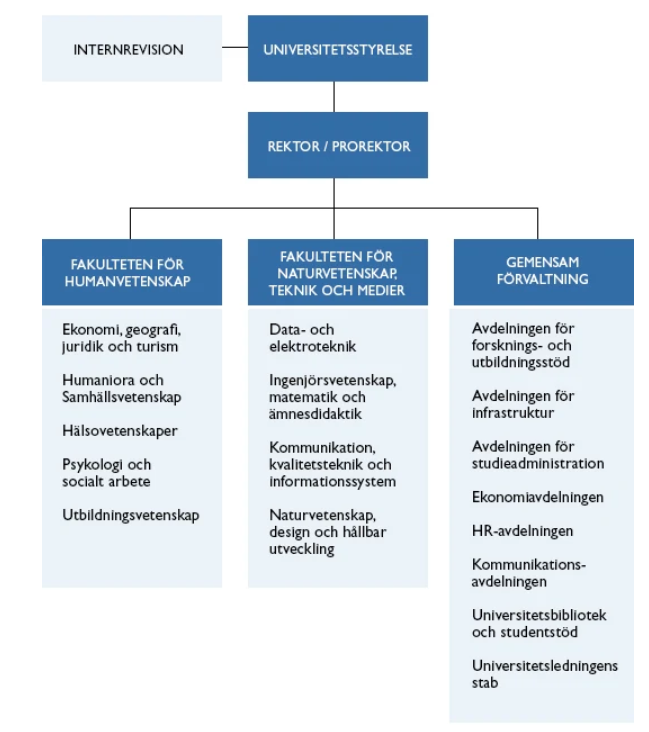 INTERNREVISION
UNIVERSITETSSTYRELSE
REKTOR / PROREKTOR
FAKULTETEN FÖR
HUMANVETENSKAP
Ekonomi, geografi,
juridik och turism
Humaniora och
Samhällsvetenskap
Hälsovetenskaper
Psykologi och
socialt arbete
Utbildningsvetenskap
FAKULTETEN FÖR
NATURVETENSKAP,
TEKNIK OCH MEDIER
Data- och
elektroteknik
Ingenjörsvetenskap,
matematik och
ämnesdidaktik
Kommunikation,
kvalitetsteknik och
informationssystem
Naturvetenskap,
design och hållbar
utveckling
GEMENSAM
FÖRVALTNING
Avdelningen för
forsknings- och
utbildningsstöd
Avdelningen för
infrastruktur
Avdelningen för
studieadministration
Ekonomiavdelningen
HR-avdelningen
Kommunikations-
avdelningen
Universitetsbibliotek
och studentstöd
Universitetsledningens
stab